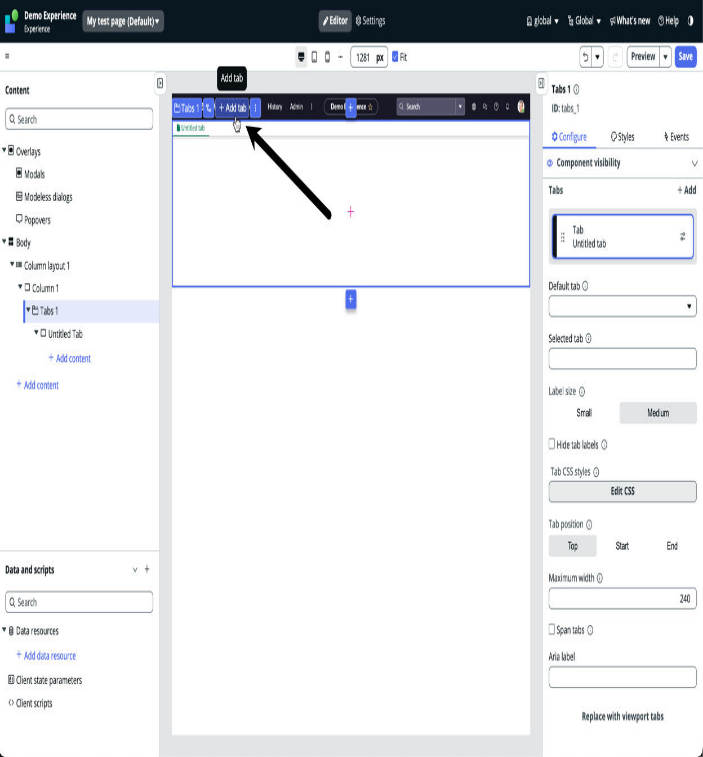 Demo Experience
Experience
My test page (Default)
Editor
Settings
global
Global
What's new
Help
1281 px
Fit
Preview
Save
Content
Search
Overlays
Modals
Modeless dialogs
Popovers
Body
Column layout 1
Column 1
Tabs 1
Untitled Tab
+ Add content
+ Add content
Data and scripts
Search
Data resources
+ Add data resource
Client state parameters
Client scripts
Add tab
Tabs 1
+ Add tab
History
Admin
Search
Untitled tab
Tabs 1
ID: tabs_1
Configure
Styles
Events
Component visibility
Tabs
+ Add
Tab
Untitled tab
Default tab
Selected tab
Label size
Small
Medium
Hide tab labels
Tab CSS styles
Edit CSS
Tab position
Top
Start
End
Maximum width
240
Span tabs
Aria label
Replace with viewport tabs